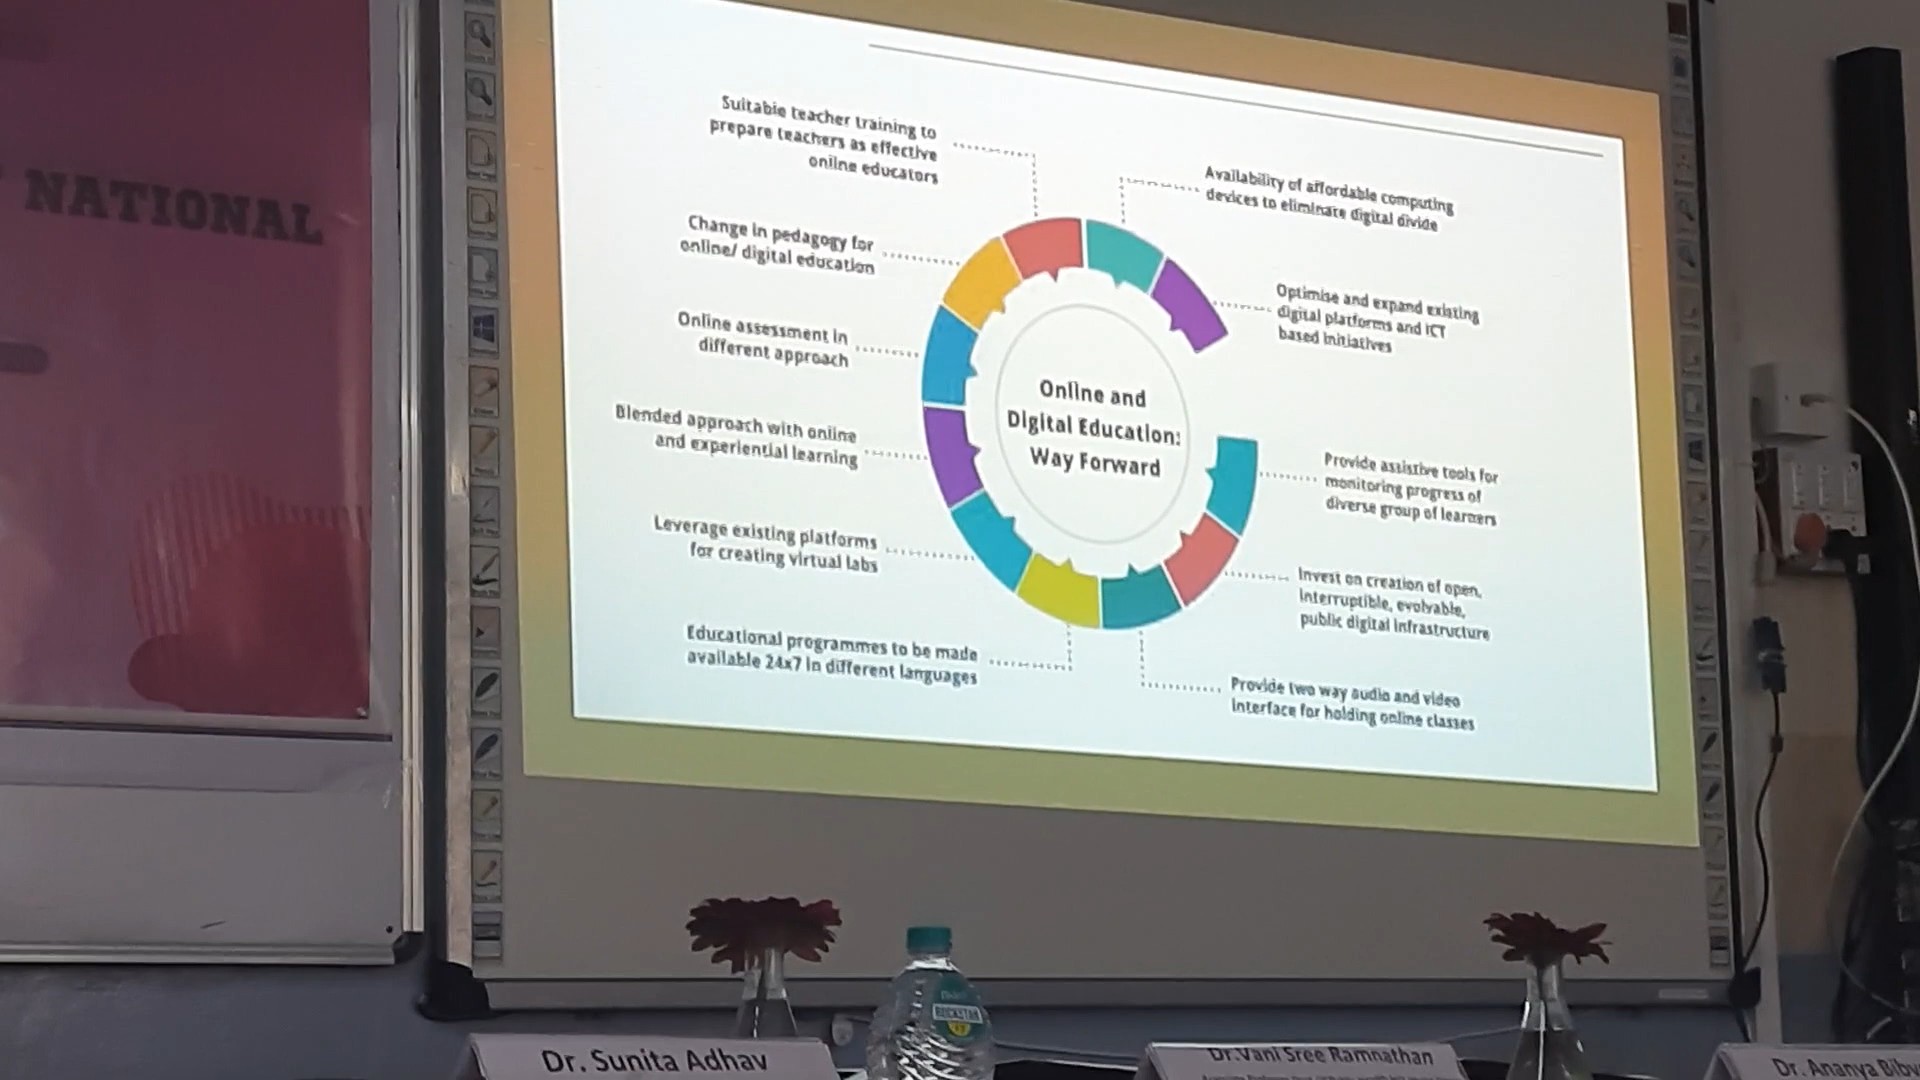 NATIONAL
Suitable teacher training to
prepare teachers as effective
online educators
Availability of affordable computing
devices to eliminate digital divide
Change in pedagogy for
online/ digital education
Optimise and expand existing
digital platforms and ICT
based initiatives
Online assessment in
different approach
Online and
Digital Education:
Way Forward
Blended approach with online
and experiential learning
Provide assistive tools for
monitoring progress of
diverse group of learners
Leverage existing platforms
for creating virtual labs
Invest on creation of open,
interruptible, evolvable,
public digital infrastructure
Educational programmes to be made
available 24x7 in different languages
Provide two way audio and video
interface for holding online classes
ROCKSTAR
Dr. Sunita Adhav
Dr.Vani Sree Ramnathan
Dr. Ananya